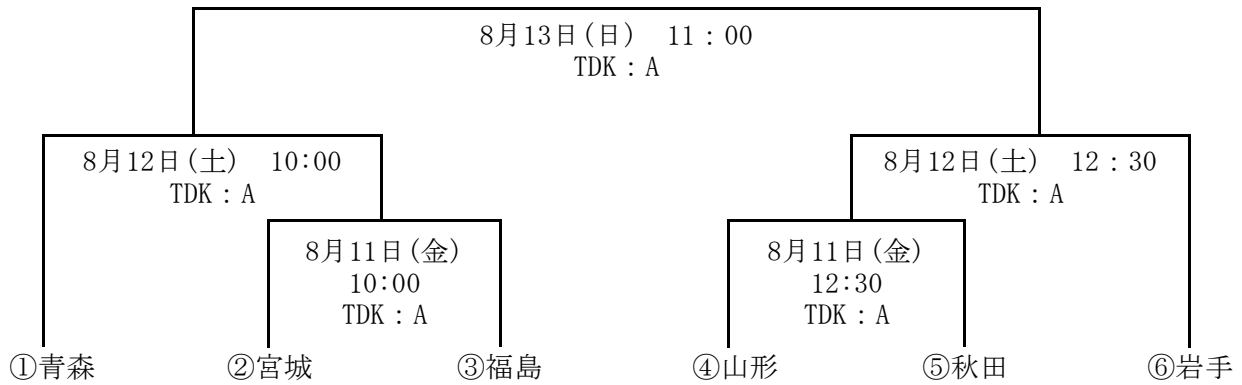 8月13日(日) 11:00
TDK:A
8月12日(土) 10:00
TDK:A
8月12日(土) 12:30
TDK:A
8月11日(金)
10:00
TDK:A
8月11日(金)
12:30
TDK:A
①青森 ②宮城 ③福島 ④山形 ⑤秋田 ⑥岩手